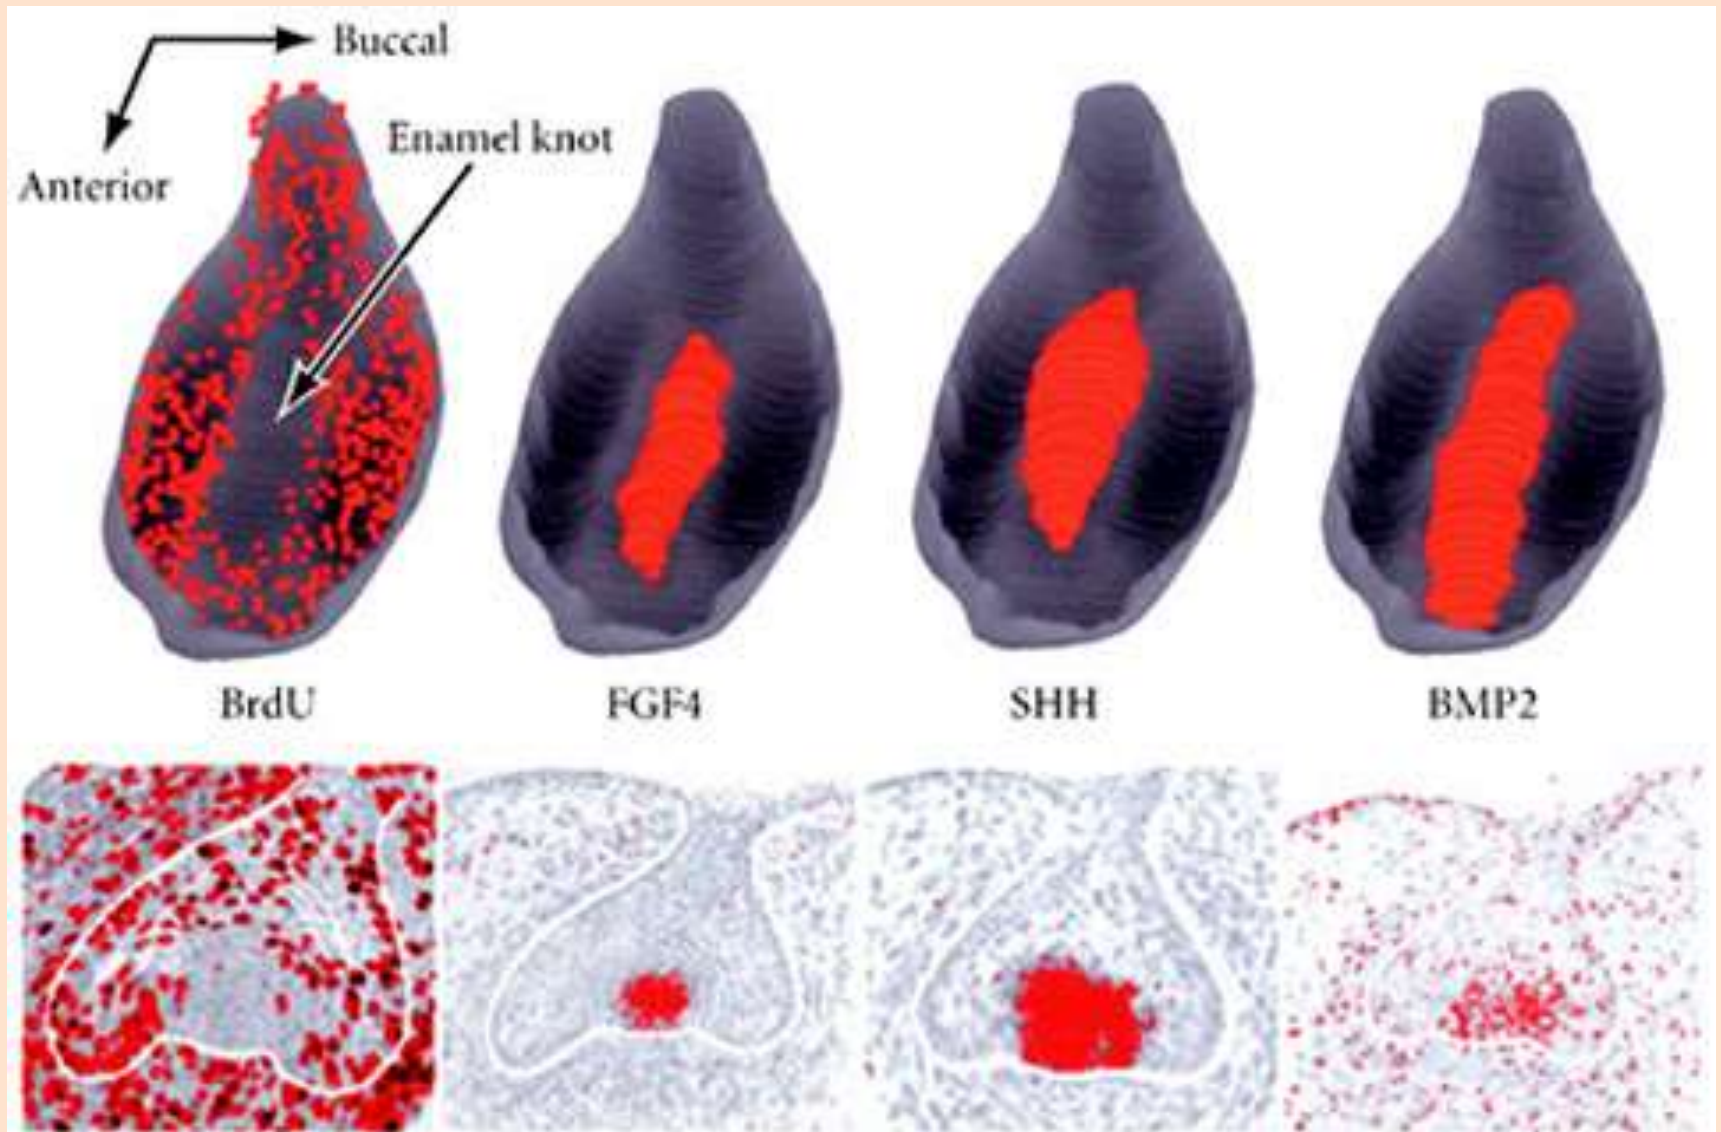 Buccal
Enamel knot
Anterior
BrdU
FGF4
SHH
BMP2